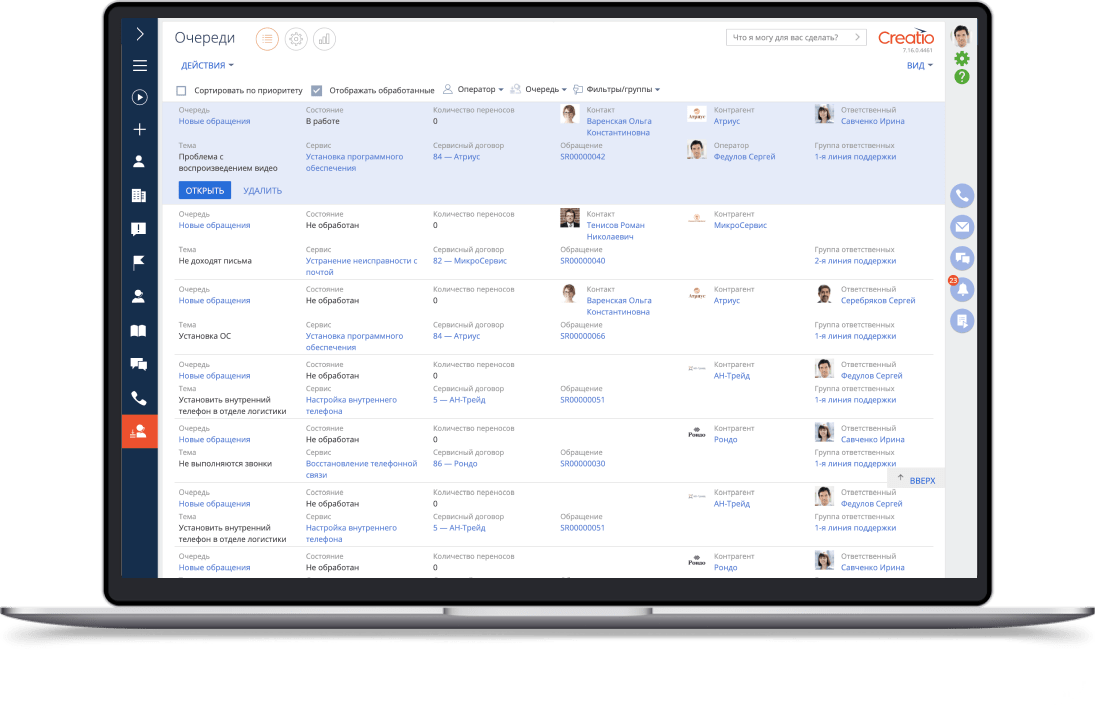 Очереди
Что я могу для вас сделать?
Creatio
7.16.0.4461
ДЕЙСТВИЯ
ВИД
Сортировать по приоритету
Отображать обработанные
Оператор
Очередь
Фильтры/группы
Очередь Состояние Количество переносов Контакт Контрагент Ответственный
Новые обращения В работе 0 Варенская Ольга Атриус Савченко Ирина
Константиновна
Тема Сервис Сервисный договор Обращение Оператор Группа ответственных
Проблема с Установка программного 84 — Атриус SR00000042 Федулов Сергей 1-я линия поддержки
воспроизведением видео обеспечения
ОТКРЫТЬ УДАЛИТЬ
Очередь Состояние Количество переносов Контакт Контрагент
Новые обращения Не обработан 0 Тенисов Роман МикроСервис
Николаевич
Тема Сервис Сервисный договор Обращение Группа ответственных
Не доходят письма Устранение неисправности с 82 — МикроСервис SR00000040 2-я линия поддержки
почтой
Очередь Состояние Количество переносов Контакт Контрагент Ответственный
Новые обращения Не обработан 0 Варенская Ольга Атриус Серебряков Сергей
Константиновна
Тема Сервис Сервисный договор Обращение Группа ответственных
Установка ОС Установка программного 84 — Атриус SR00000066 1-я линия поддержки
обеспечения
Очередь Состояние Количество переносов Контрагент Ответственный
Новые обращения Не обработан 0 АН-Трейд Федулов Сергей
Тема Сервис Сервисный договор Обращение Группа ответственных
Установить внутренний Настройка внутреннего 5 — АН-Трейд SR00000051 1-я линия поддержки
телефон в отделе логистики телефона
Очередь Состояние Количество переносов Рондо Контрагент Ответственный
Новые обращения Не обработан 0 Рондо Савченко Ирина
Тема Сервис Сервисный договор Обращение Группа ответственных
Не выполняются звонки Восстановление телефонной 86 — Рондо SR00000030 1-я линия поддержки
связи
ВВЕРХ
Очередь Состояние Количество переносов Контрагент Ответственный
Новые обращения Не обработан 0 АН-Трейд Федулов Сергей
Тема Сервис Сервисный договор Обращение Группа ответственных
Установить внутренний Настройка внутреннего 5 — АН-Трейд SR00000051 1-я линия поддержки
телефон в отделе логистики телефона
Очередь Состояние Количество переносов Рондо Контрагент Ответственный
Новые обращения Не обработан 0 Рондо Савченко Ирина
23